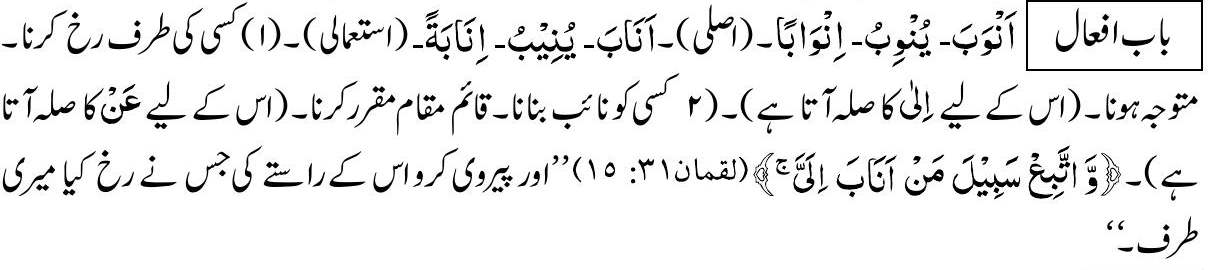 باب افعال اَنْوَبَ۔ يُنْوِبُ۔ اِنْوَابًا۔ (اصلی)۔ اَنَابَ۔ يُنِيْبُ۔ اِنَابَةً۔ (استعمالی)۔ (۱) کسی کی طرف رخ کرنا۔
متوجہ ہونا۔ (اس کے لیے اِلیٰ کا صلہ آتا ہے)۔ (۲ کسی کو نائب بنانا۔ قائم مقام مقرر کرنا۔ (اس کے لیے عَنْ کا صلہ آتا
ہے)۔ ﴿وَّ اتَّبِعْ سَبِيْلَ مَنْ اَنَابَ اِلَىَّ ۚ﴾ (لقمان۳۱: ۱۵) ’’اور پیروی کرو اس کے راستے کی جس نے رخ کیا میری
طرف۔‘‘